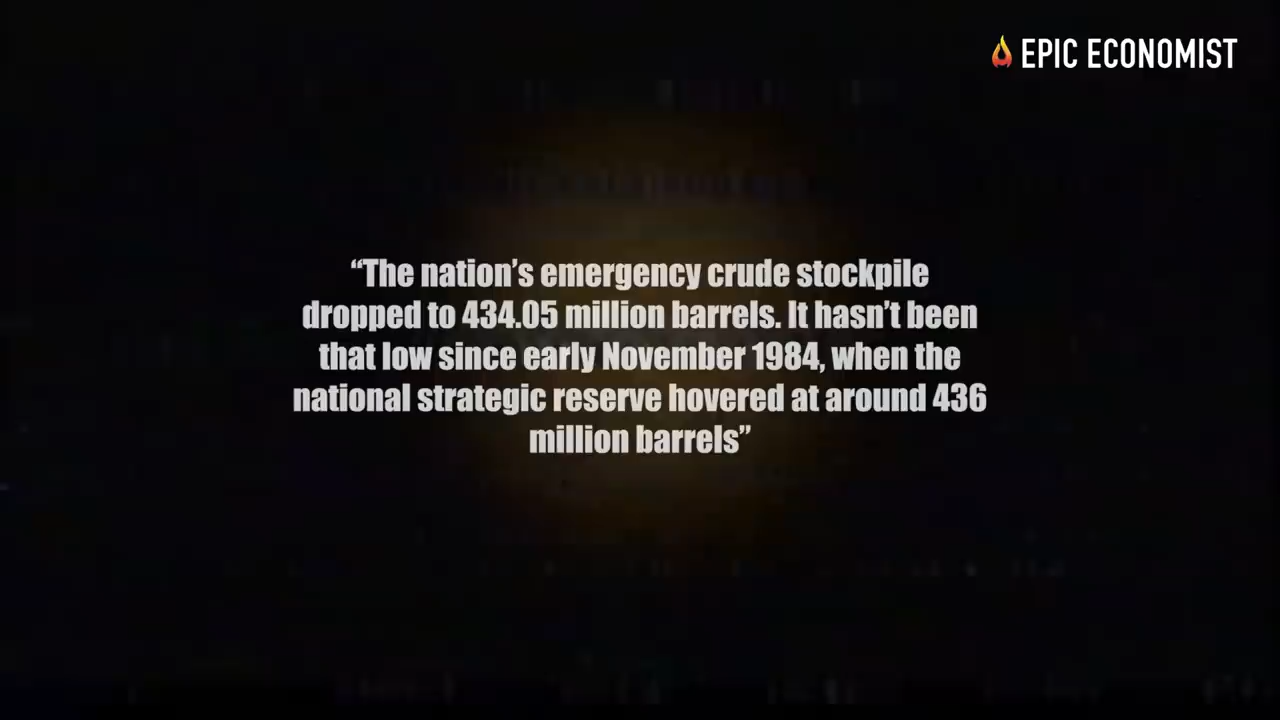 EPIC ECONOMIST
“The nation’s emergency crude stockpile
dropped to 434.05 million barrels. It hasn’t been
that low since early November 1984, when the
national strategic reserve hovered at around 436
million barrels”